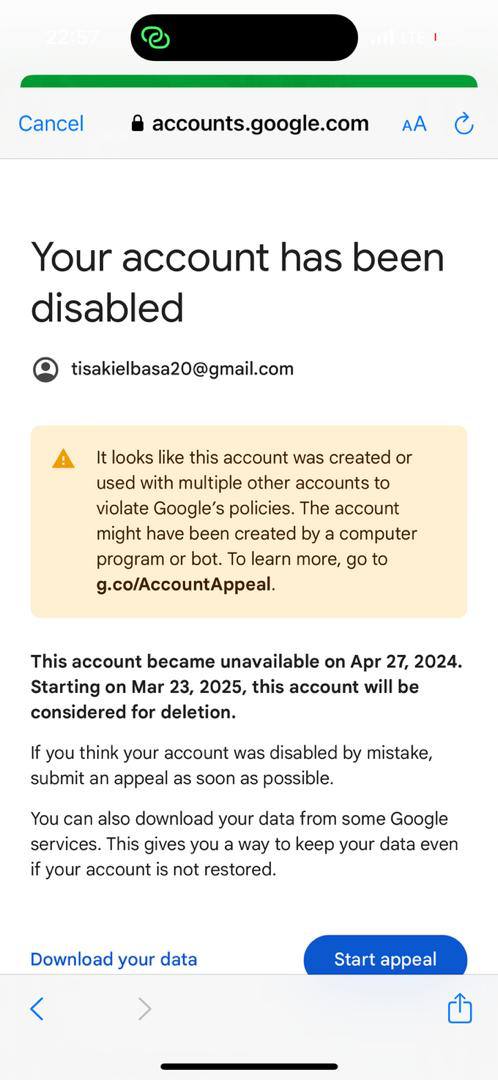 22:57
LTE
Cancel
accounts.google.com
AA
Your account has been
disabled
tisakielbasa20@gmail.com
It looks like this account was created or
used with multiple other accounts to
violate Google's policies. The account
might have been created by a computer
program or bot. To learn more, go to
g.co/AccountAppeal.
This account became unavailable on Apr 27, 2024.
Starting on Mar 23, 2025, this account will be
considered for deletion.
If you think your account was disabled by mistake,
submit an appeal as soon as possible.
You can also download your data from some Google
services. This gives you a way to keep your data even
if your account is not restored.
Download your data
Start appeal